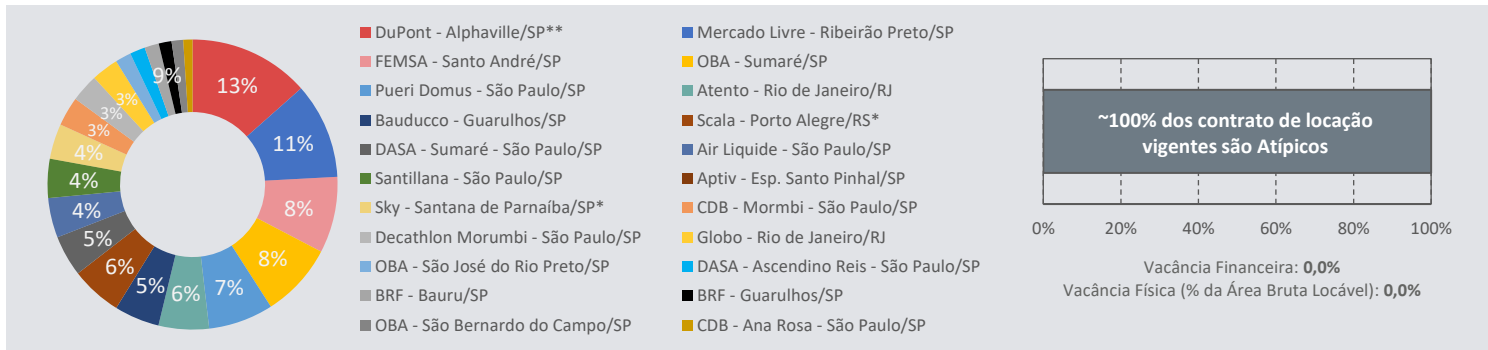 DuPont - Alphaville/SP**
Mercado Livre - Ribeirão Preto/SP
FEMSA - Santo André/SP
OBA - Sumaré/SP
Pueri Domus - São Paulo/SP
Atento - Rio de Janeiro/RJ
Bauducco - Guarulhos/SP
Scala - Porto Alegre/RS*
DASA - Sumaré - São Paulo/SP
Air Liquide - São Paulo/SP
Santillana - São Paulo/SP
Aptiv - Esp. Santo Pinhal/SP
Sky - Santana de Parnaíba/SP*
CDB - Mormbi - São Paulo/SP
Decathlon Morumbi - São Paulo/SP
Globo - Rio de Janeiro/RJ
OBA - São José do Rio Preto/SP
DASA - Ascendino Reis - São Paulo/SP
BRF - Bauru/SP
BRF - Guarulhos/SP
OBA - São Bernardo do Campo/SP
CDB - Ana Rosa - São Paulo/SP
13%
11%
8%
8%
7%
6%
5%
6%
5%
4%
4%
4%
3%
3%
3%
9%
~100% dos contrato de locação
vigentes são Atípicos
0% 20% 40% 60% 80% 100%
Vacância Financeira: 0,0%
Vacância Física (% da Área Bruta Locável): 0,0%